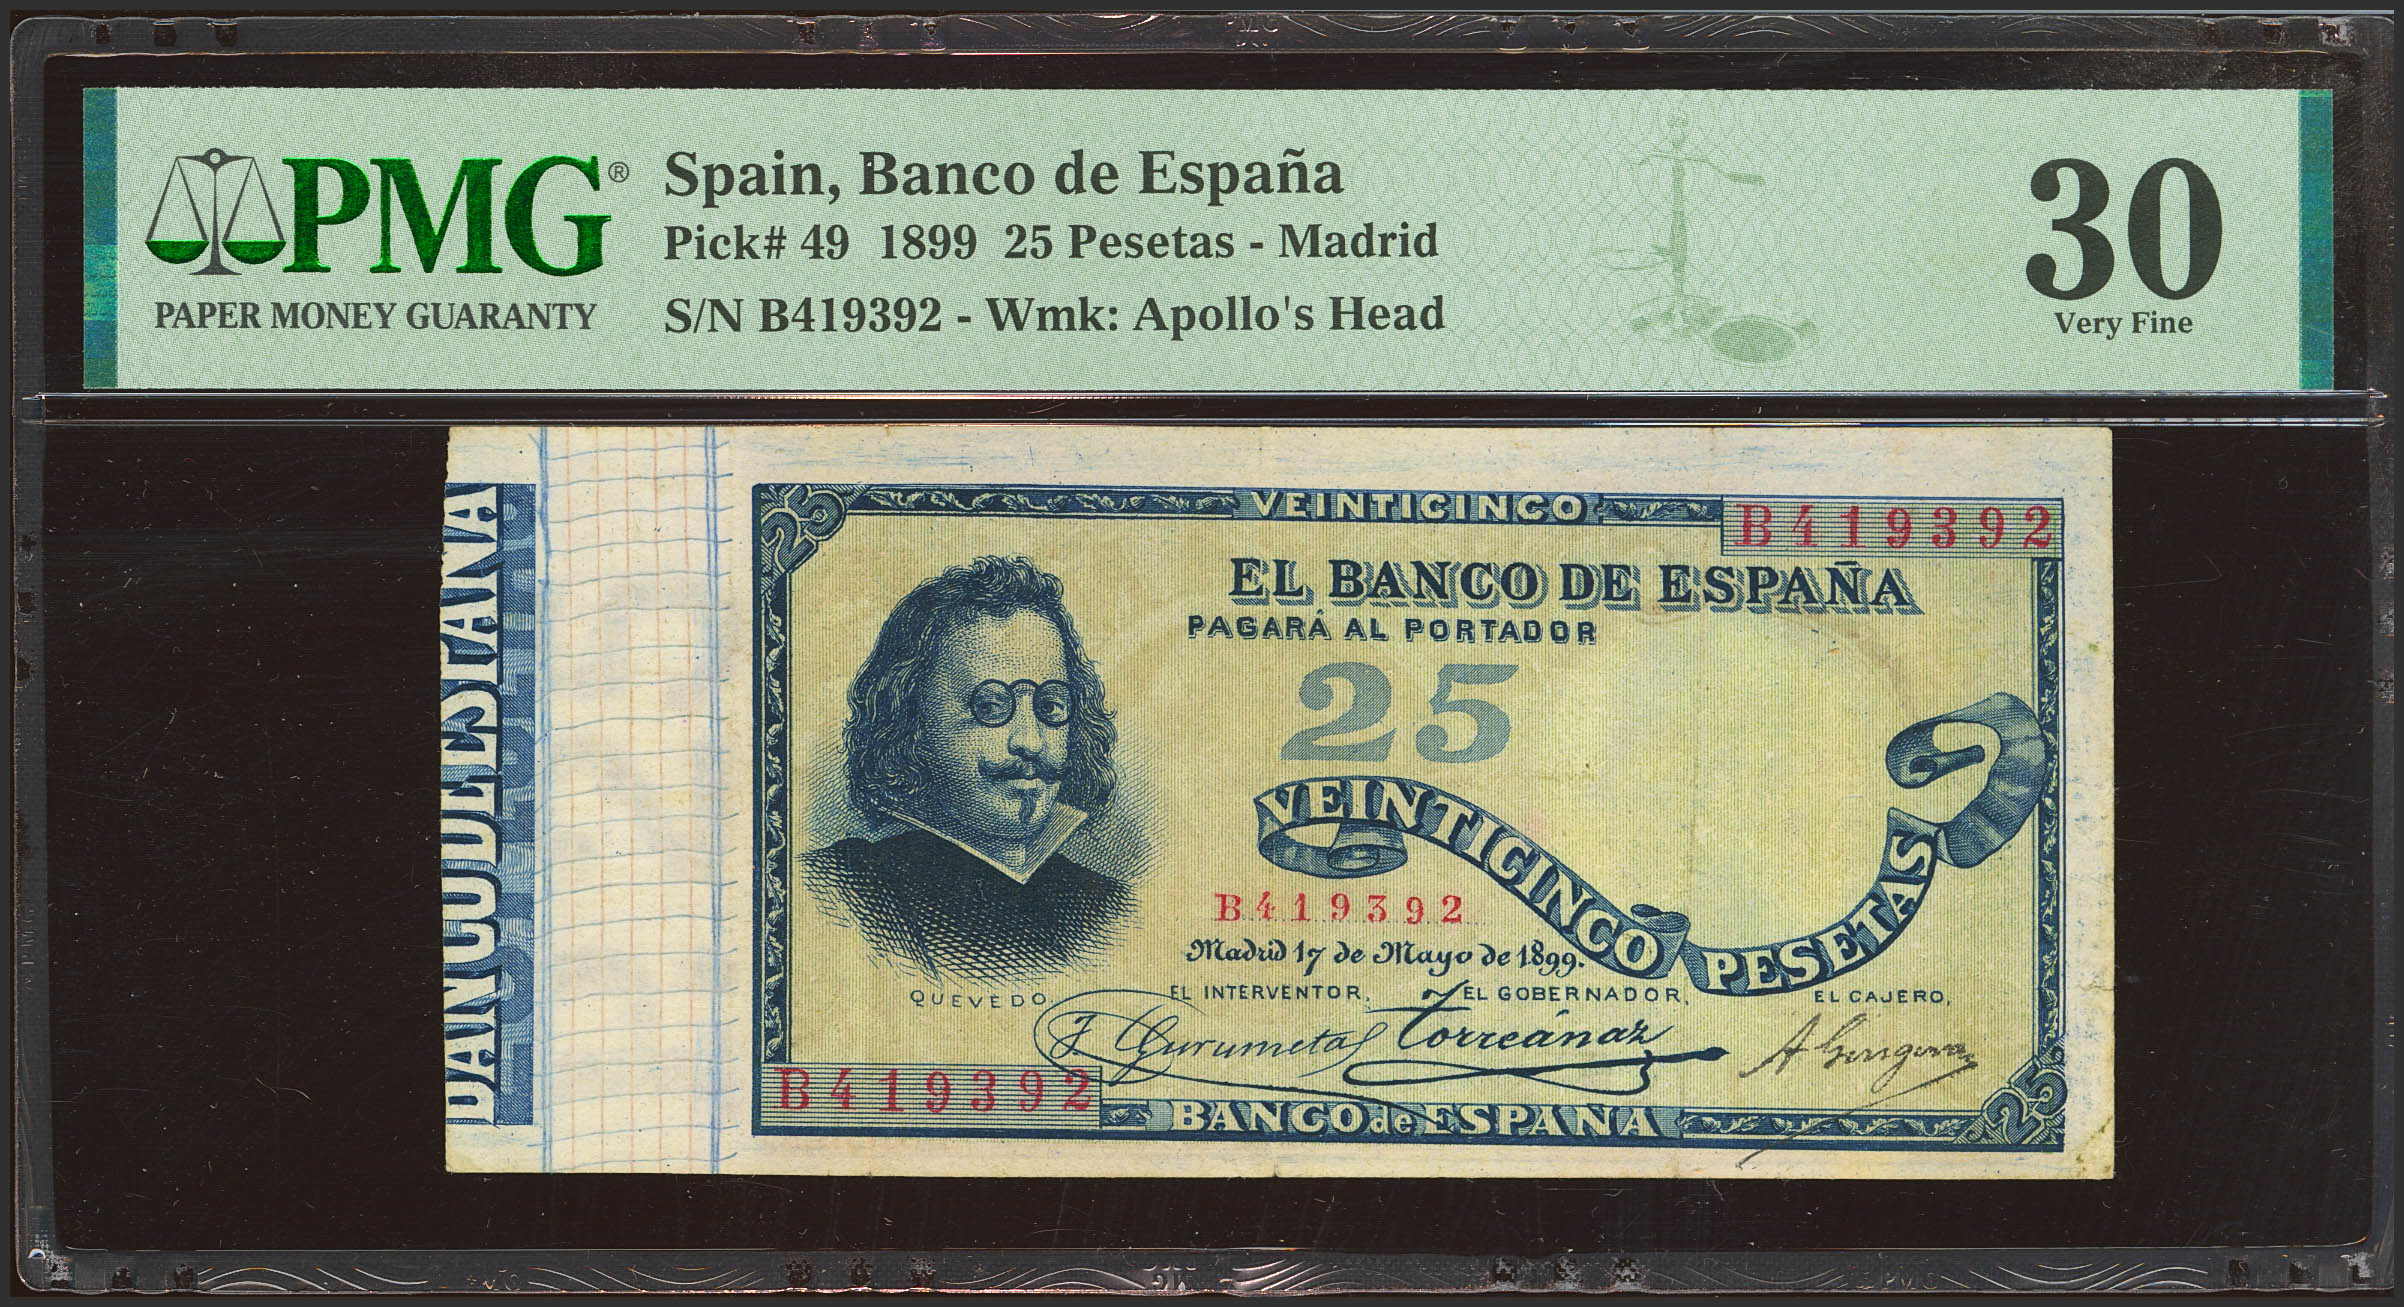 PMG®
PAPER MONEY GUARANTY
Spain, Banco de España
Pick# 49 1899 25 Pesetas - Madrid
S/N B419392 - Wmk: Apollo's Head
30
Very Fine
BANCO DE ESPAÑA
25
VEINTICINCO
B419392
EL BANCO DE ESPAÑA
PAGARÁ AL PORTADOR
25
VEINTICINCO PESETAS
B419392
Madrid 17 de Mayo de 1899.
QUEVEDO.
EL INTERVENTOR, EL GOBERNADOR, EL CAJERO,
J. Gurumeta Torreánaz
B419392
BANCO de ESPAÑA
25